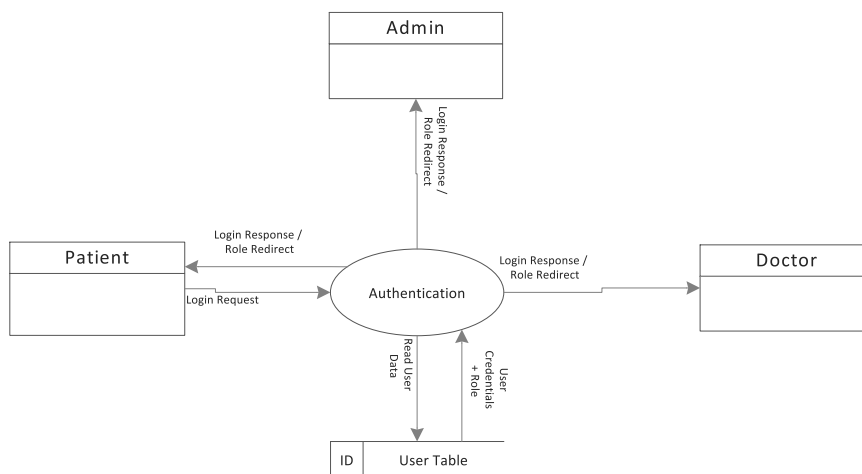 Admin
Login Response /
Role Redirect
Login Response /
Role Redirect
Patient
Login Request
Authentication
Login Response /
Role Redirect
Doctor
Read User
Data
User
Credentials
+ Role
ID
User Table